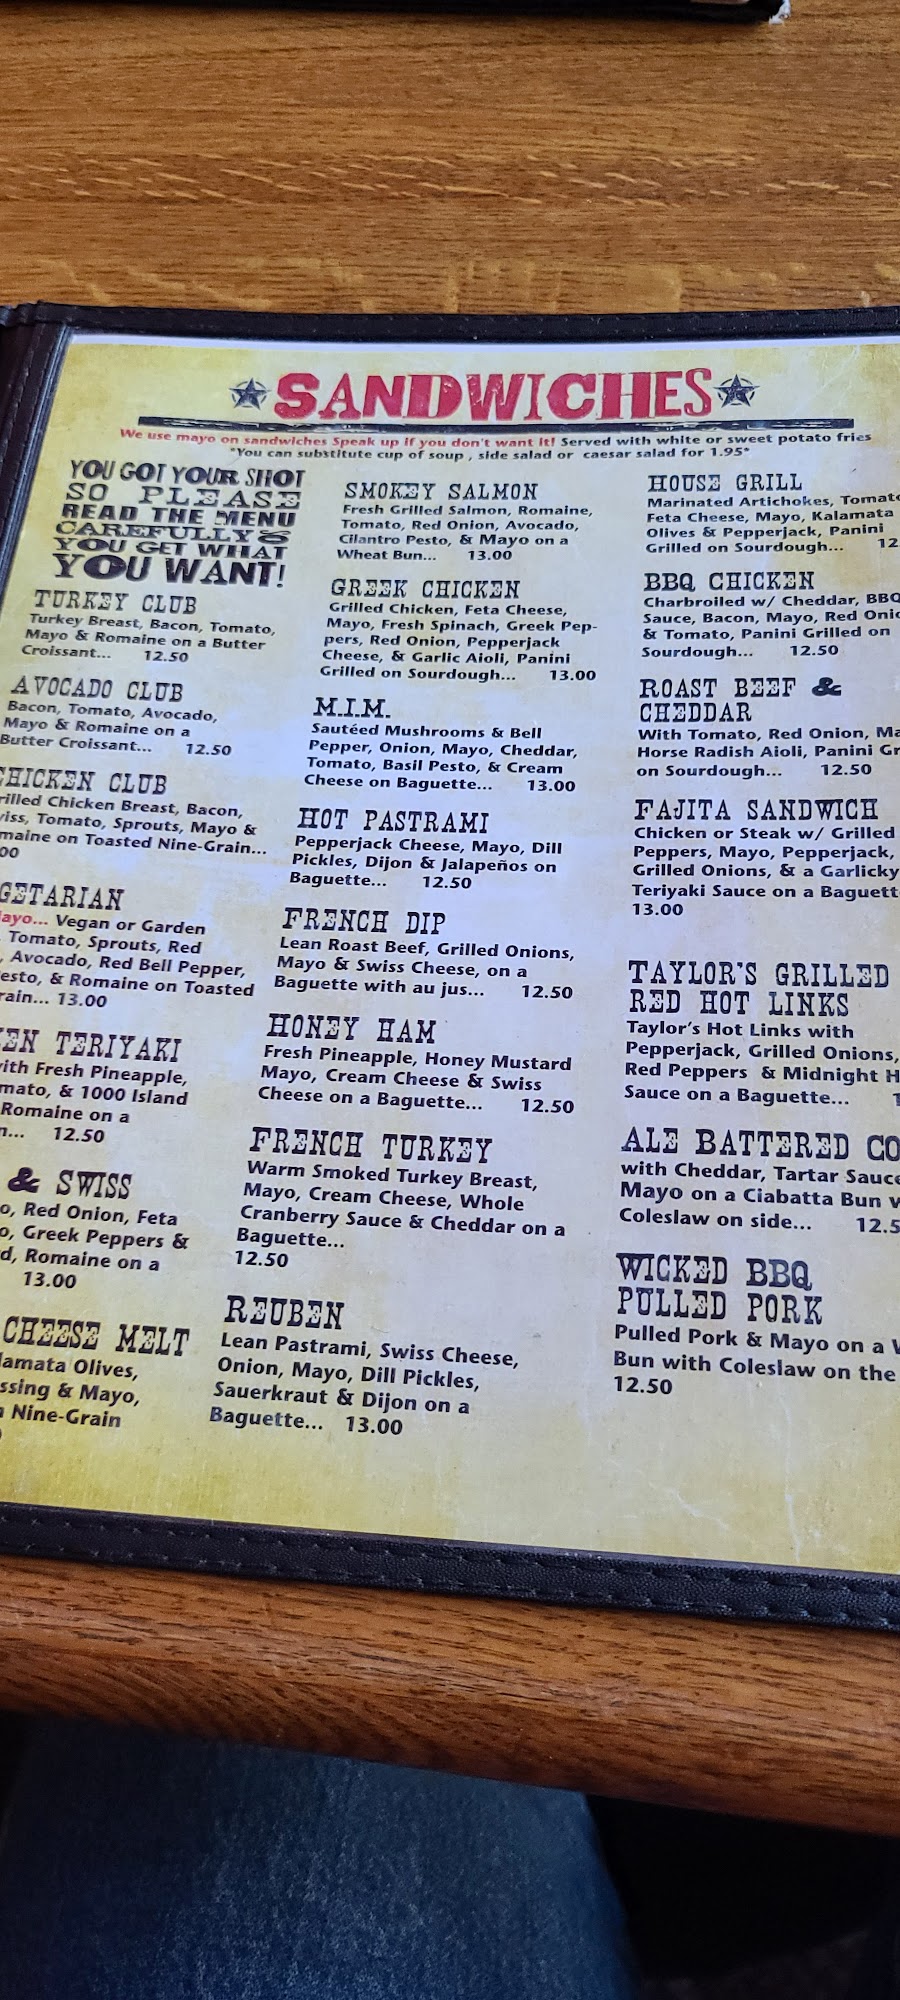 SANDWICHES
We use mayo on sandwiches Speak up if you don't want it! Served with white or sweet potato fries
*You can substitute cup of soup , side salad or caesar salad for 1.95*
YOU GOT YOUR SHOT
SO PLEASE
READ THE MENU
CAREFULLY &
YOU GET WHAT
YOU WANT!
TURKEY CLUB
Turkey Breast, Bacon, Tomato,
Mayo & Romaine on a Butter
Croissant... 12.50
AVOCADO CLUB
Bacon, Tomato, Avocado,
Mayo & Romaine on a
Butter Croissant... 12.50
CHICKEN CLUB
rilled Chicken Breast, Bacon,
wiss, Tomato, Sprouts, Mayo &
maine on Toasted Nine-Grain...
00
GETARIAN
ayo... Vegan or Garden
, Tomato, Sprouts, Red
, Avocado, Red Bell Pepper,
esto, & Romaine on Toasted
rain... 13.00
KEN TERIYAKI
with Fresh Pineapple,
mato, & 1000 Island
Romaine on a
n... 12.50
& SWISS
o, Red Onion, Feta
o, Greek Peppers &
d, Romaine on a
13.00
CHEESE MELT
lamata Olives,
ssing & Mayo,
n Nine-Grain
SMOKEY SALMON
Fresh Grilled Salmon, Romaine,
Tomato, Red Onion, Avocado,
Cilantro Pesto, & Mayo on a
Wheat Bun... 13.00
GREEK CHICKEN
Grilled Chicken, Feta Cheese,
Mayo, Fresh Spinach, Greek Pep-
pers, Red Onion, Pepperjack
Cheese, & Garlic Aioli, Panini
Grilled on Sourdough... 13.00
M.I.M.
Sautéed Mushrooms & Bell
Pepper, Onion, Mayo, Cheddar,
Tomato, Basil Pesto, & Cream
Cheese on Baguette... 13.00
HOT PASTRAMI
Pepperjack Cheese, Mayo, Dill
Pickles, Dijon & Jalapeños on
Baguette... 12.50
FRENCH DIP
Lean Roast Beef, Grilled Onions,
Mayo & Swiss Cheese, on a
Baguette with au jus... 12.50
HONEY HAM
Fresh Pineapple, Honey Mustard
Mayo, Cream Cheese & Swiss
Cheese on a Baguette... 12.50
FRENCH TURKEY
Warm Smoked Turkey Breast,
Mayo, Cream Cheese, Whole
Cranberry Sauce & Cheddar on a
Baguette...
12.50
REUBEN
Lean Pastrami, Swiss Cheese,
Onion, Mayo, Dill Pickles,
Sauerkraut & Dijon on a
Baguette... 13.00
HOUSE GRILL
Marinated Artichokes, Tomato
Feta Cheese, Mayo, Kalamata
Olives & Pepperjack, Panini
Grilled on Sourdough... 12
BBQ CHICKEN
Charbroiled w/ Cheddar, BBQ
Sauce, Bacon, Mayo, Red Onio
& Tomato, Panini Grilled on
Sourdough... 12.50
ROAST BEEF &
CHEDDAR
With Tomato, Red Onion, Ma
Horse Radish Aioli, Panini Gr
on Sourdough... 12.50
FAJITA SANDWICH
Chicken or Steak w/ Grilled
Peppers, Mayo, Pepperjack,
Grilled Onions, & a Garlicky
Teriyaki Sauce on a Baguett
13.00
TAYLOR'S GRILLED
RED HOT LINKS
Taylor's Hot Links with
Pepperjack, Grilled Onions,
Red Peppers & Midnight H
Sauce on a Baguette... 1
ALE BATTERED CO
with Cheddar, Tartar Sauce
Mayo on a Ciabatta Bun w
Coleslaw on side... 12.5
WICKED BBQ
PULLED PORK
Pulled Pork & Mayo on a W
Bun with Coleslaw on the
12.50